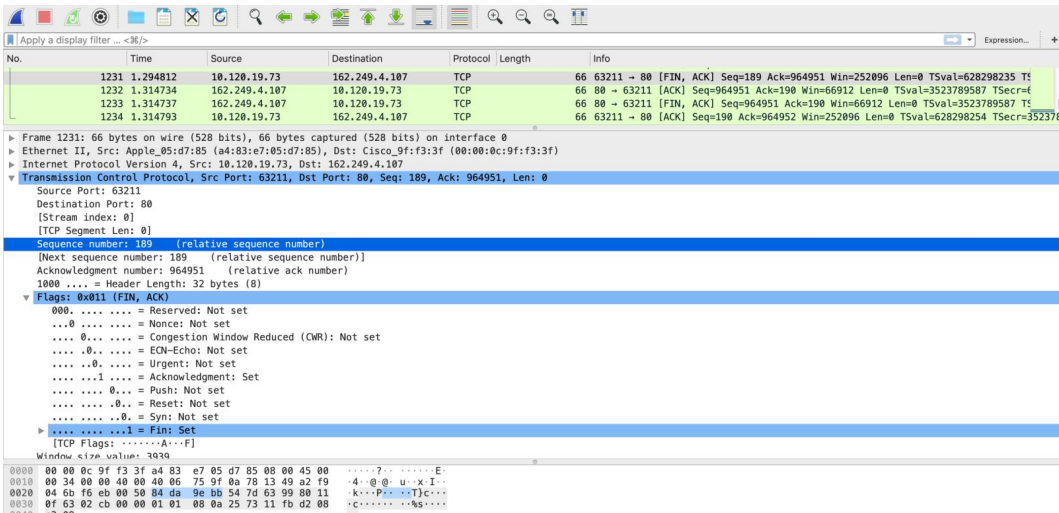 Apply a display filter ... <⌘/>
Expression...
+
No. Time Source Destination Protocol Length Info
1231 1.294812 10.120.19.73 162.249.4.107 TCP 66 63211 → 80 [FIN, ACK] Seq=189 Ack=964951 Win=252096 Len=0 TSval=628298235 TS
1232 1.314734 162.249.4.107 10.120.19.73 TCP 66 80 → 63211 [ACK] Seq=964951 Ack=190 Win=66912 Len=0 TSval=3523789587 TSecr=6
1233 1.314737 162.249.4.107 10.120.19.73 TCP 66 80 → 63211 [FIN, ACK] Seq=964951 Ack=190 Win=66912 Len=0 TSval=3523789587 TS
1234 1.314793 10.120.19.73 162.249.4.107 TCP 66 63211 → 80 [ACK] Seq=190 Ack=964952 Win=252096 Len=0 TSval=628298254 TSecr=352378
Frame 1231: 66 bytes on wire (528 bits), 66 bytes captured (528 bits) on interface 0
Ethernet II, Src: Apple_05:d7:85 (a4:83:e7:05:d7:85), Dst: Cisco_9f:f3:3f (00:00:0c:9f:f3:3f)
Internet Protocol Version 4, Src: 10.120.19.73, Dst: 162.249.4.107
Transmission Control Protocol, Src Port: 63211, Dst Port: 80, Seq: 189, Ack: 964951, Len: 0
Source Port: 63211
Destination Port: 80
[Stream index: 0]
[TCP Segment Len: 0]
Sequence number: 189 (relative sequence number)
[Next sequence number: 189 (relative sequence number)]
Acknowledgment number: 964951 (relative ack number)
1000 .... = Header Length: 32 bytes (8)
Flags: 0x011 (FIN, ACK)
000. .... .... = Reserved: Not set
...0 .... .... = Nonce: Not set
.... 0... .... = Congestion Window Reduced (CWR): Not set
.... .0.. .... = ECN-Echo: Not set
.... ..0. .... = Urgent: Not set
.... ...1 .... = Acknowledgment: Set
.... .... 0... = Push: Not set
.... .... .0.. = Reset: Not set
.... .... ..0. = Syn: Not set
.... .... ...1 = Fin: Set
[TCP Flags: ·······A···F]
Window size value: 3939
0000 00 00 0c 9f f3 3f a4 83 e7 05 d7 85 08 00 45 00 ·····?·· ······E·
0010 00 34 00 00 40 00 40 06 75 9f 0a 78 13 49 a2 f9 ·4··@·@· u··x·I··
0020 04 6b f6 eb 00 50 84 da 9e bb 54 7d 63 99 80 11 ·k···P·· ··T}c···
0030 0f 63 02 cb 00 00 01 01 08 0a 25 73 11 fb d2 08 ·c······ ··%s····